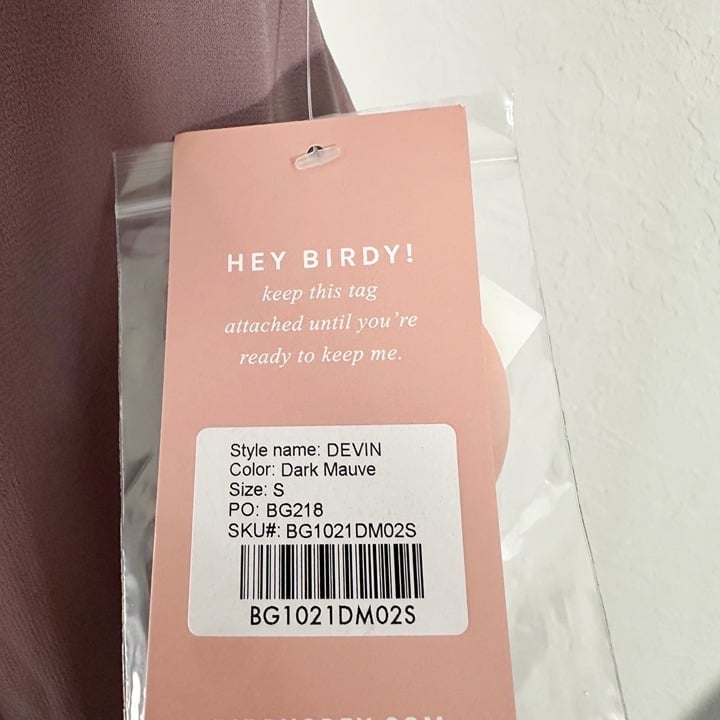 HEY BIRDY!
keep this tag
attached until you're
ready to keep me.
Style name: DEVIN
Color: Dark Mauve
Size: S
PO: BG218
SKU#: BG1021DM02S
BG1021DM02S